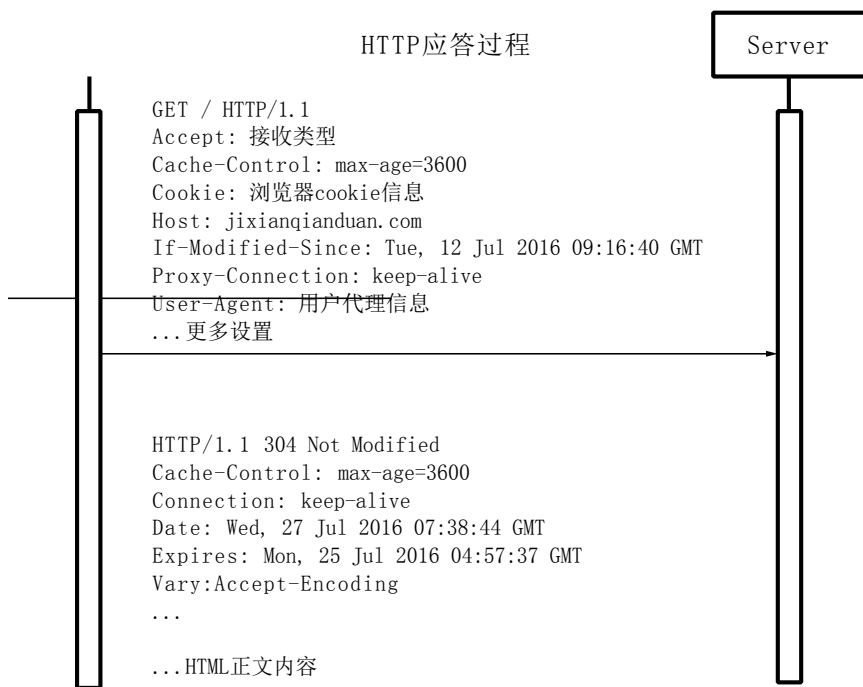 HTTP应答过程
Server
GET / HTTP/1.1
Accept: 接收类型
Cache-Control: max-age=3600
Cookie: 浏览器cookie信息
Host: jixianqianduan.com
If-Modified-Since: Tue, 12 Jul 2016 09:16:40 GMT
Proxy-Connection: keep-alive
User-Agent: 用户代理信息
...更多设置
HTTP/1.1 304 Not Modified
Cache-Control: max-age=3600
Connection: keep-alive
Date: Wed, 27 Jul 2016 07:38:44 GMT
Expires: Mon, 25 Jul 2016 04:57:37 GMT
Vary:Accept-Encoding
...
...HTML正文内容